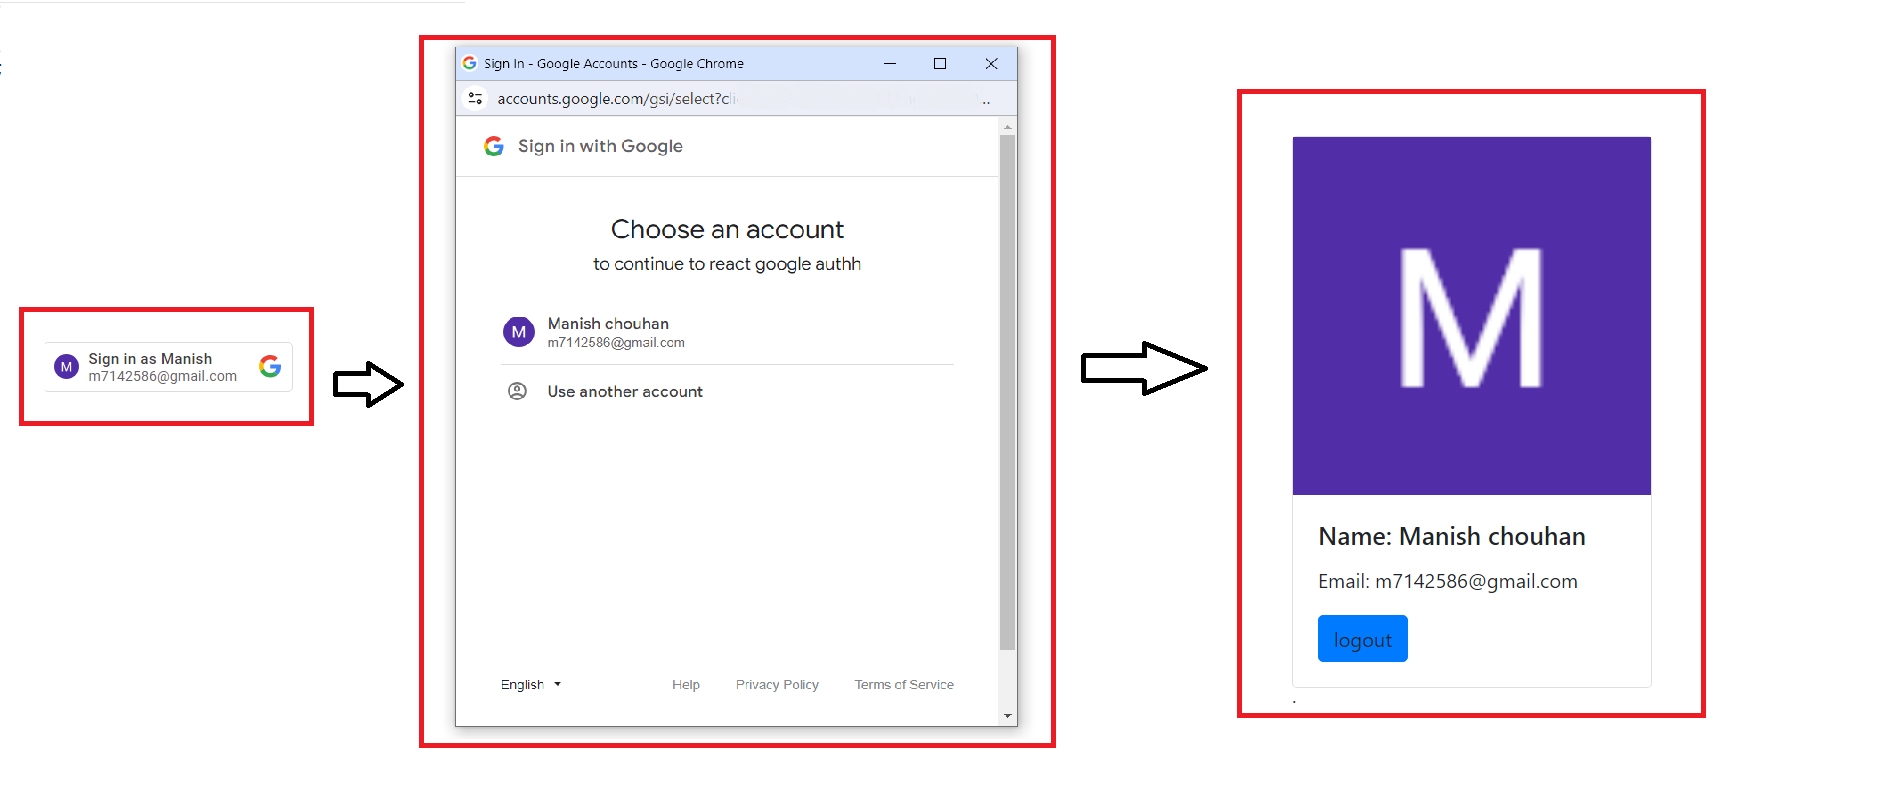 M
Sign in as Manish
m7142586@gmail.com
Sign In - Google Accounts - Google Chrome
accounts.google.com/gsi/select?cli
..
Sign in with Google
Choose an account
to continue to react google authh
M
Manish chouhan
m7142586@gmail.com
Use another account
English
Help
Privacy Policy
Terms of Service
M
Name: Manish chouhan
Email: m7142586@gmail.com
logout
.